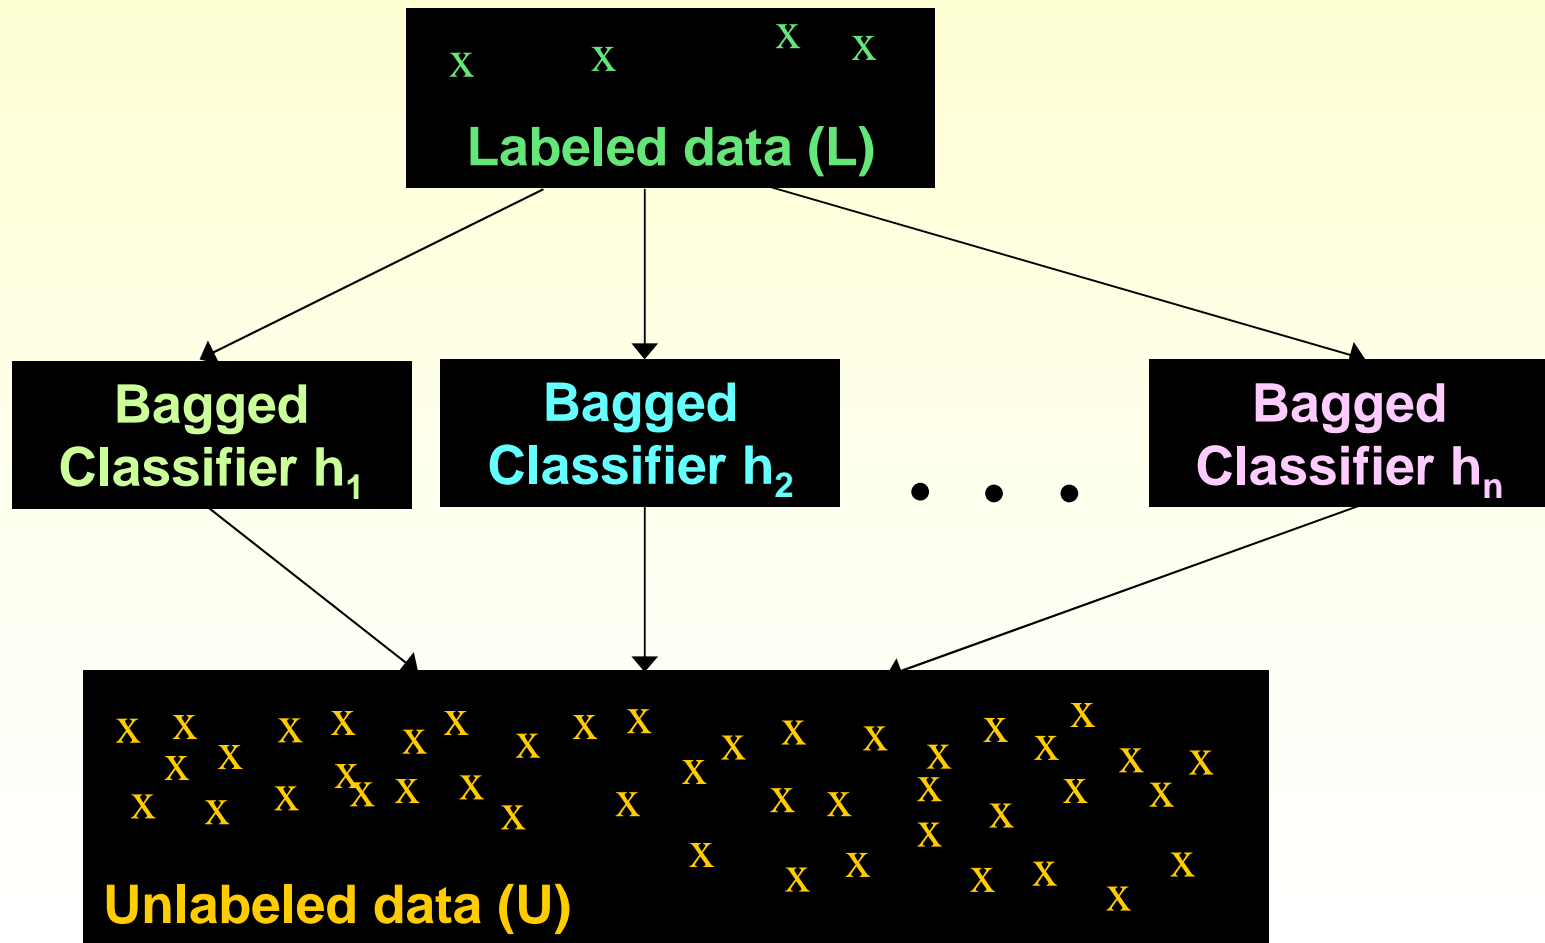 x x x x
Labeled data (L)
Bagged
Classifier h₁
Bagged
Classifier h₂
. . .
Bagged
Classifier hₙ
x x x x x x x x x x x x x x x x x x x x x x x x x x x x x x x x x x x x x x x x x x x x x x
Unlabeled data (U)